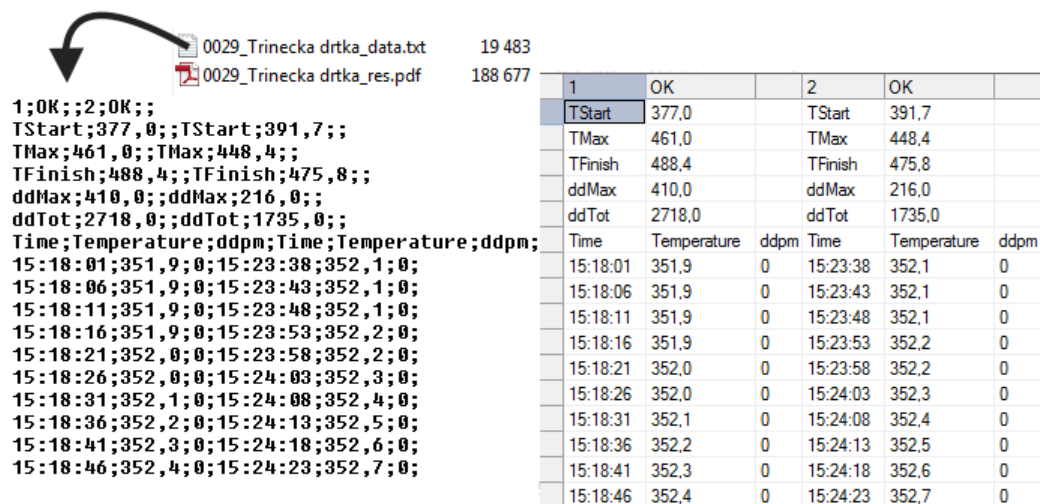 0029_Trinecka drtka_data.txt 19 483
0029_Trinecka drtka_res.pdf 188 677
1;OK;;2;OK;;
TStart;377,0;;TStart;391,7;;
TMax;461,0;;TMax;448,4;;
TFinish;488,4;;TFinish;475,8;;
ddMax;410,0;;ddMax;216,0;;
ddTot;2718,0;;ddTot;1735,0;;
Time;Temperature;ddpm;Time;Temperature;ddpm;
15:18:01;351,9;0;15:23:38;352,1;0;
15:18:06;351,9;0;15:23:43;352,1;0;
15:18:11;351,9;0;15:23:48;352,1;0;
15:18:16;351,9;0;15:23:53;352,2;0;
15:18:21;352,0;0;15:23:58;352,2;0;
15:18:26;352,0;0;15:24:03;352,3;0;
15:18:31;352,1;0;15:24:08;352,4;0;
15:18:36;352,2;0;15:24:13;352,5;0;
15:18:41;352,3;0;15:24:18;352,6;0;
15:18:46;352,4;0;15:24:23;352,7;0;
1 OK 2 OK
TStart 377,0 TStart 391,7
TMax 461,0 TMax 448,4
TFinish 488,4 TFinish 475,8
ddMax 410,0 ddMax 216,0
ddTot 2718,0 ddTot 1735,0
Time Temperature ddpm Time Temperature ddpm
15:18:01 351,9 0 15:23:38 352,1 0
15:18:06 351,9 0 15:23:43 352,1 0
15:18:11 351,9 0 15:23:48 352,1 0
15:18:16 351,9 0 15:23:53 352,2 0
15:18:21 352,0 0 15:23:58 352,2 0
15:18:26 352,0 0 15:24:03 352,3 0
15:18:31 352,1 0 15:24:08 352,4 0
15:18:36 352,2 0 15:24:13 352,5 0
15:18:41 352,3 0 15:24:18 352,6 0
15:18:46 352,4 0 15:24:23 352,7 0